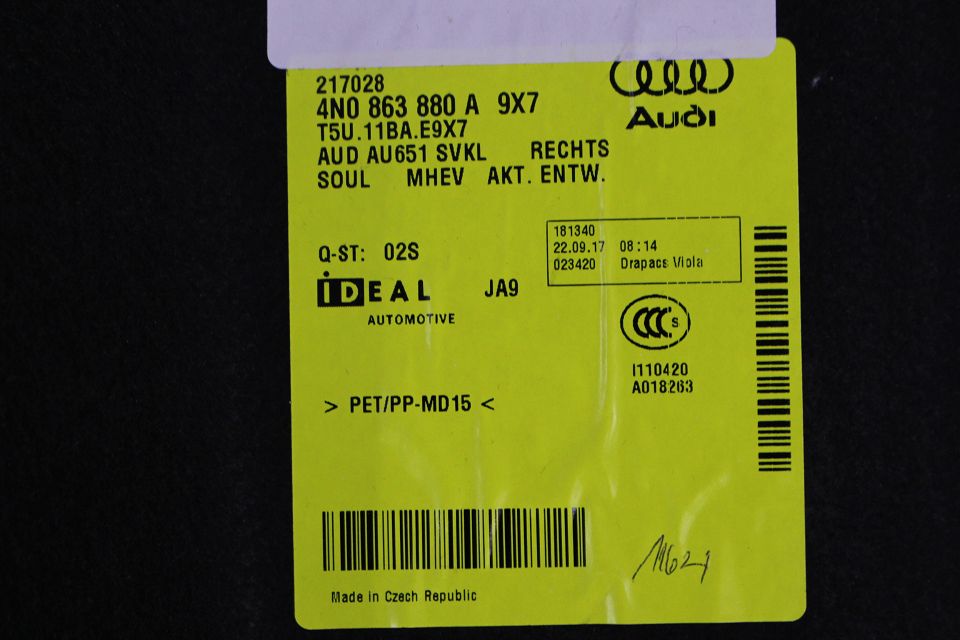 217028
4N0 863 880 A 9X7
T5U.11BA.E9X7
AUD AU651 SVKL RECHTS
SOUL MHEV AKT. ENTW.
Audi
Q-ST: 02S
181340
22.09.17 08:14
023420 Drapacs Viola
iDEAL JA9
AUTOMOTIVE
CCC S
I110420
A018263
> PET/PP-MD15 <
Made in Czech Republic